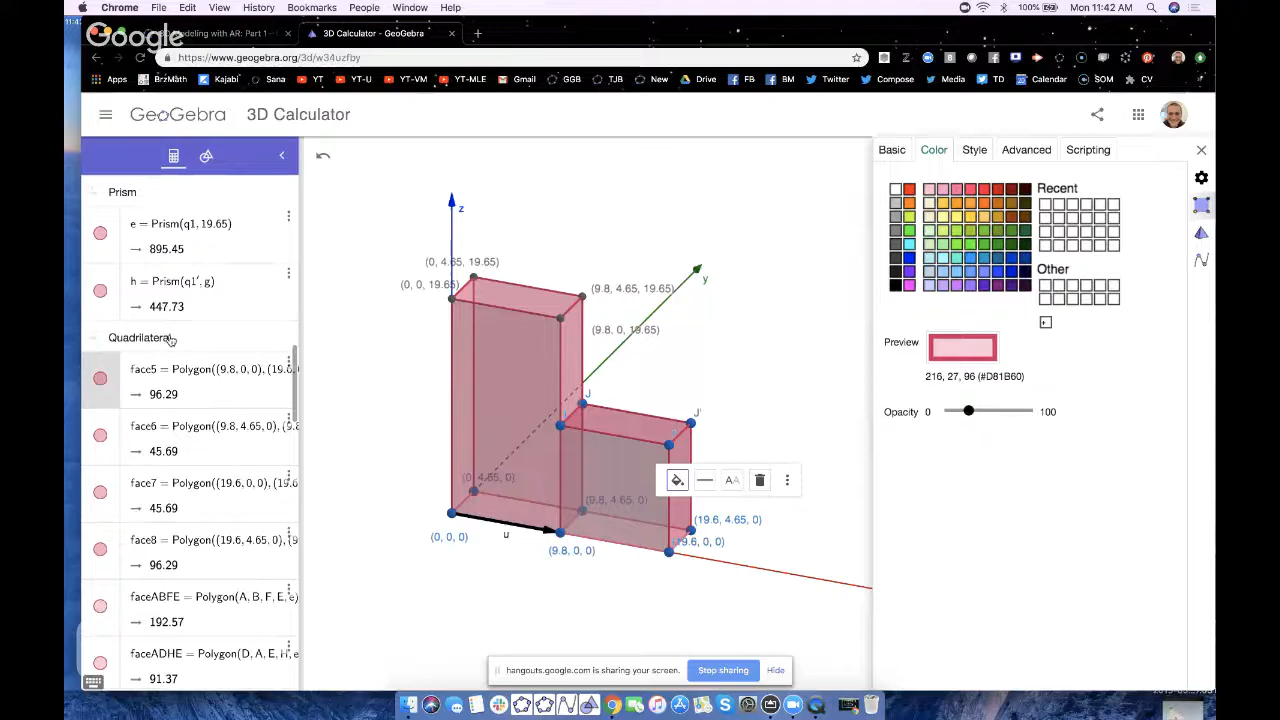 Chrome File Edit View History Bookmarks People Window Help 100% Mon 11:42 AM
Google
Modeling with AR: Part 1 3D Calculator - GeoGebra
https://www.geogebra.org/3d/w34uzfby
Apps BrzMath Kajabi Sana YT YT-U YT-VM YT-MLE Gmail GGB TJB New Drive FB BM Twitter Compose Media TD Calendar SOM CV
GeoGebra 3D Calculator
Basic Color Style Advanced Scripting
Prism
e = Prism(q1, 19.65)
→ 895.45
h = Prism(q1′, g)
→ 447.73
Quadrilateral
face5 = Polygon((9.8, 0, 0), (19.6,
→ 96.29
face6 = Polygon((9.8, 4.65, 0), (9.8,
→ 45.69
face7 = Polygon((19.6, 0, 0), (19.6,
→ 45.69
face8 = Polygon((19.6, 4.65, 0), (9.
→ 96.29
faceABFE = Polygon(A, B, F, E, e)
→ 192.57
faceADHE = Polygon(D, A, E, H, e
→ 91.37
z
(0, 4.65, 19.65)
(0, 0, 19.65)
(9.8, 4.65, 19.65)
y
(9.8, 0, 19.65)
J
J'
(0, 4.65, 0)
(9.8, 4.65, 0)
(19.6, 4.65, 0)
(0, 0, 0)
u
(19.6, 0, 0)
(9.8, 0, 0)
AA
Recent
Other
+
Preview
216, 27, 96 (#D81B60)
Opacity 0 100
hangouts.google.com is sharing your screen. Stop sharing Hide